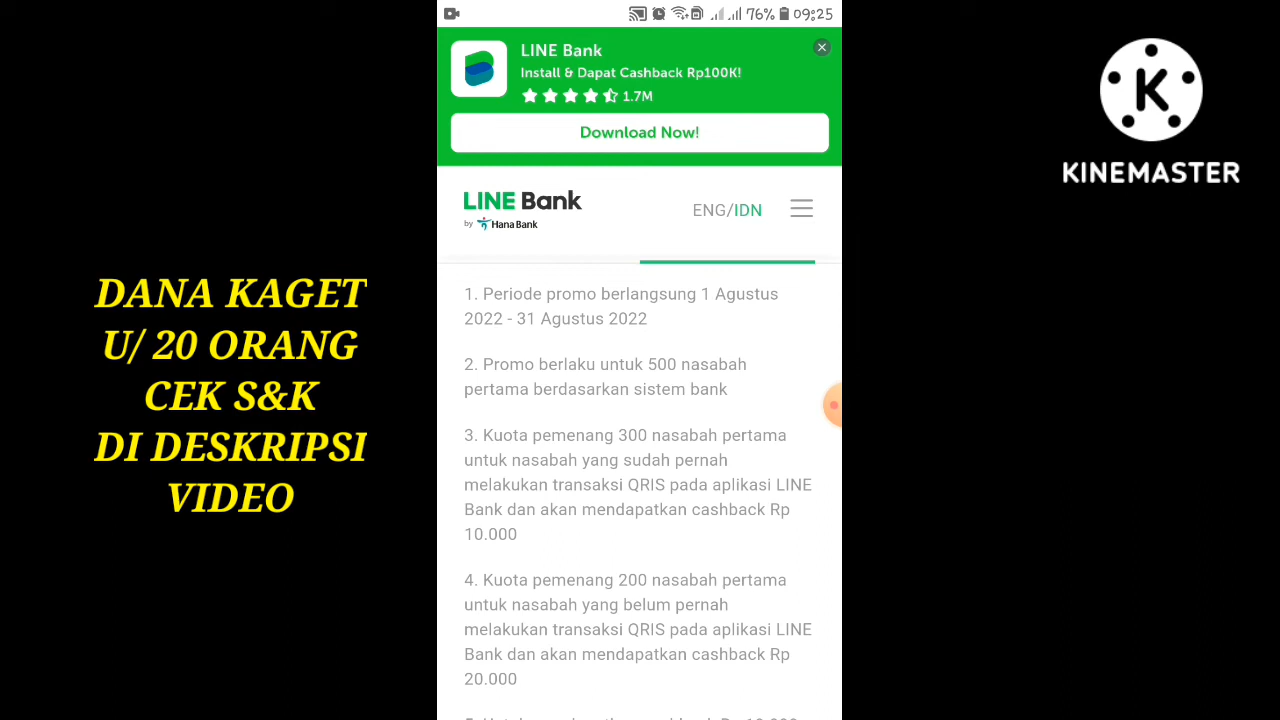 76% 09:25
LINE Bank
Install & Dapat Cashback Rp100K!
1.7M
Download Now!
LINE Bank
by Hana Bank
ENG/IDN
1. Periode promo berlangsung 1 Agustus
2022 - 31 Agustus 2022
2. Promo berlaku untuk 500 nasabah
pertama berdasarkan sistem bank
3. Kuota pemenang 300 nasabah pertama
untuk nasabah yang sudah pernah
melakukan transaksi QRIS pada aplikasi LINE
Bank dan akan mendapatkan cashback Rp
10.000
4. Kuota pemenang 200 nasabah pertama
untuk nasabah yang belum pernah
melakukan transaksi QRIS pada aplikasi LINE
Bank dan akan mendapatkan cashback Rp
20.000
DANA KAGET
U/ 20 ORANG
CEK S&K
DI DESKRIPSI
VIDEO
K
KINEMASTER